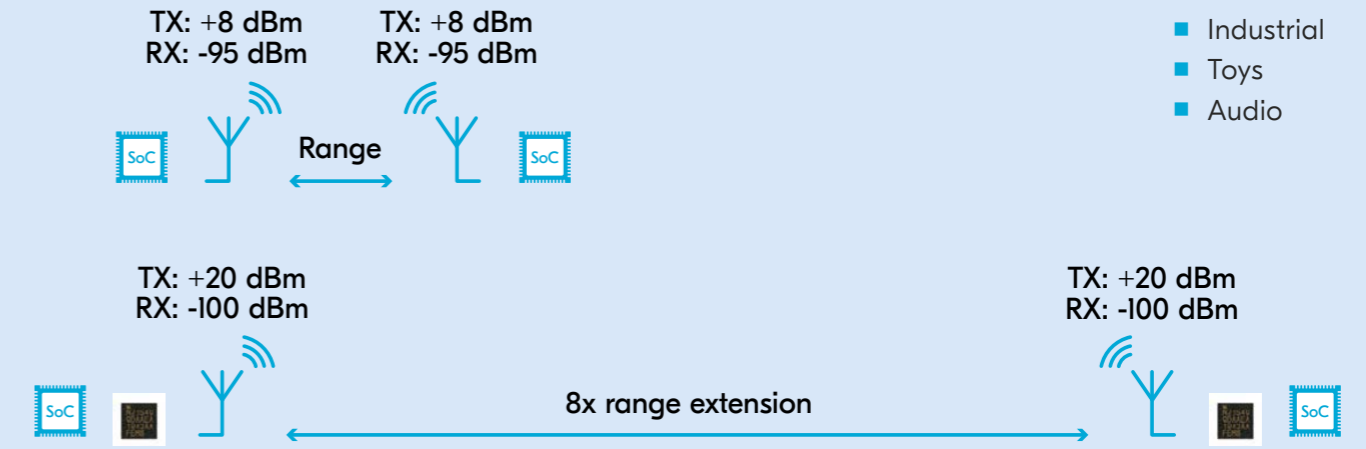 TX: +8 dBm
RX: -95 dBm
TX: +8 dBm
RX: -95 dBm
Industrial
Toys
Audio
SoC
Range
SoC
TX: +20 dBm
RX: -100 dBm
TX: +20 dBm
RX: -100 dBm
SoC
8x range extension
SoC